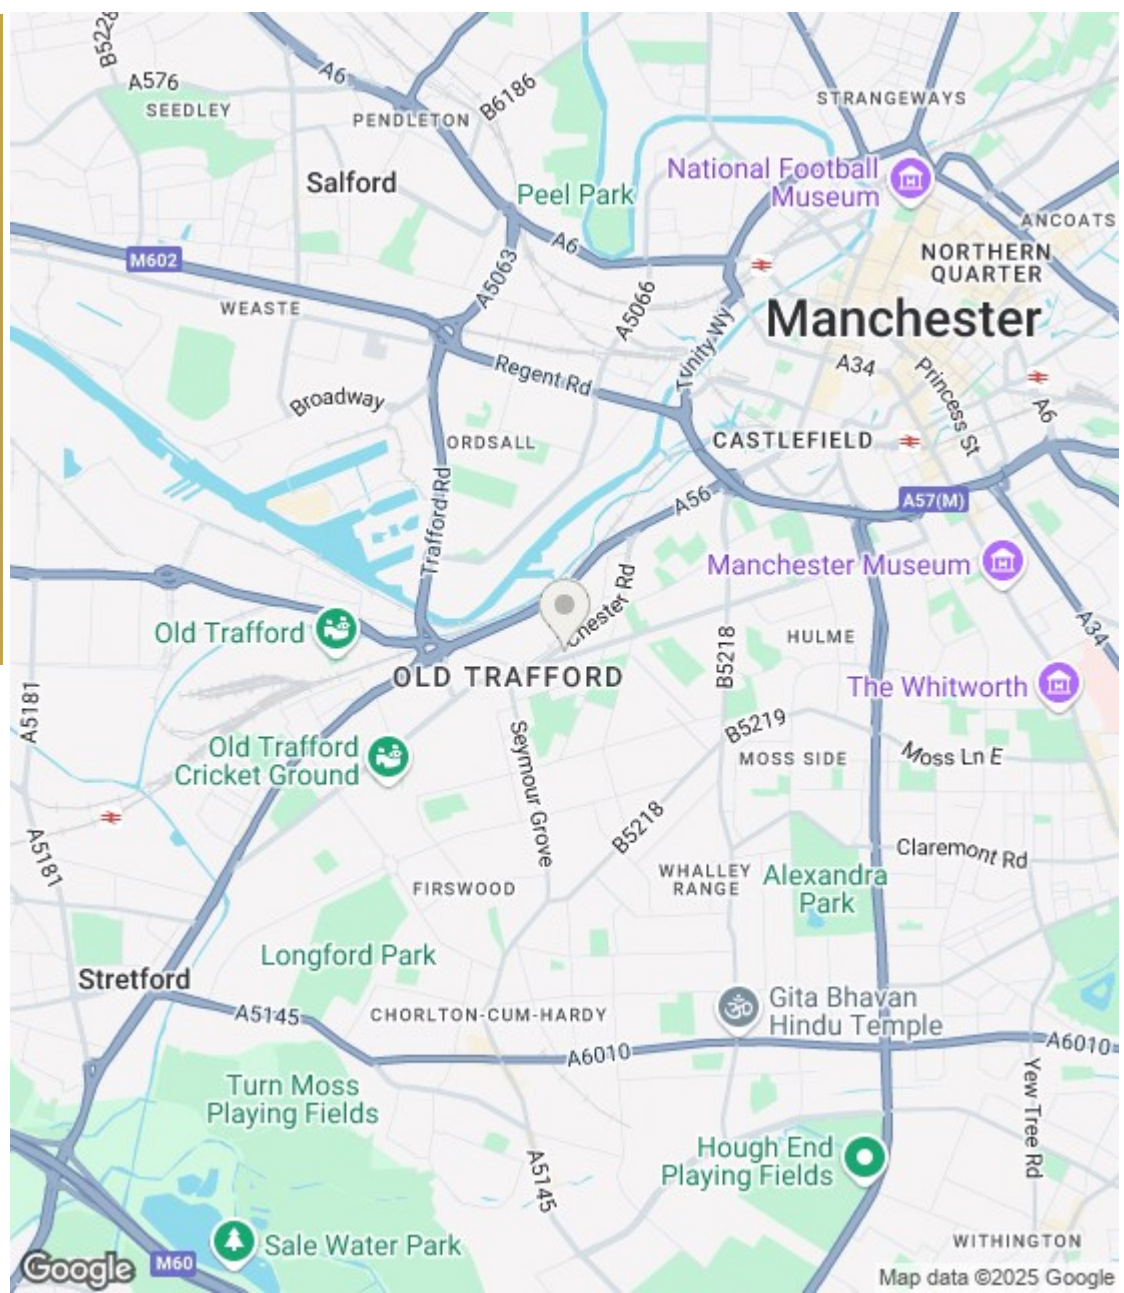 B5228
A6
A576
SEEDLEY
PENDLETON
B6186
STRANGEWAYS
National Football
Museum
Salford
Peel Park
ANCOATS
A6
NORTHERN
QUARTER
M602
A5063
WEASTE
A5066
Manchester
Trinity Wy
A34
Princess St
Regent Rd
Broadway
A6
ORDSALL
CASTLEFIELD
Trafford Rd
A56
A57(M)
Manchester Museum
Chester Rd
Old Trafford
HULME
B5218
A34
OLD TRAFFORD
The Whitworth
A5181
Seymour Grove
B5219
Old Trafford
Cricket Ground
MOSS SIDE
Moss Ln E
B5218
A5181
Claremont Rd
FIRSWOOD
WHALLEY
RANGE
Alexandra
Park
Longford Park
Stretford
Gita Bhavan
Hindu Temple
A5145
CHORLTON-CUM-HARDY
A6010
A6010
Turn Moss
Playing Fields
Yew Tree Rd
Hough End
Playing Fields
A5145
Sale Water Park
WITHINGTON
M60
Google
Map data ©2025 Google